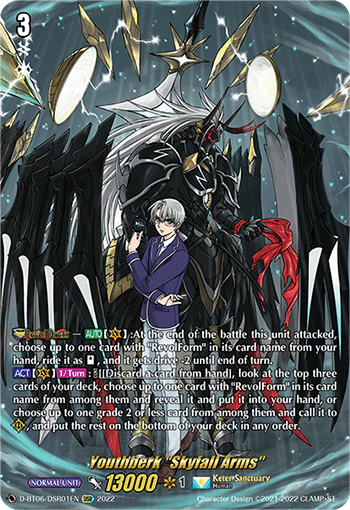 3
AUTO : At the end of the battle this unit attacked,
choose up to one card with "RevolForm" in its card name from your
hand, ride it as , and it gets drive -2 until end of turn.
ACT 1/Turn : [Discard a card from hand], look at the top three
cards of your deck, choose up to one card with "RevolForm" in its card
name from among them and reveal it and put it into your hand, or
choose up to one grade 2 or less card from among them and call it to
, and put the rest on the bottom of your deck in any order.
Youthberk "Skyfall Arms"
(NORMAL UNIT) 13000 1 Keter Sanctuary
Human
D-BT06-DSR01EN 2022 Character Design ©2021-2022 CLAMP・ST